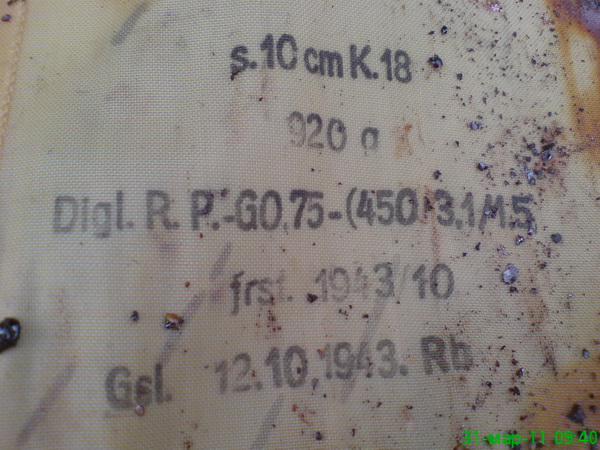 s.10 cm K.18
920 g
Digl. R. P.-G0,75-(450/3,1/1,5
frst. 1943/10
Gsl. 12.10.1943. Rb
31-мар-11 09:40